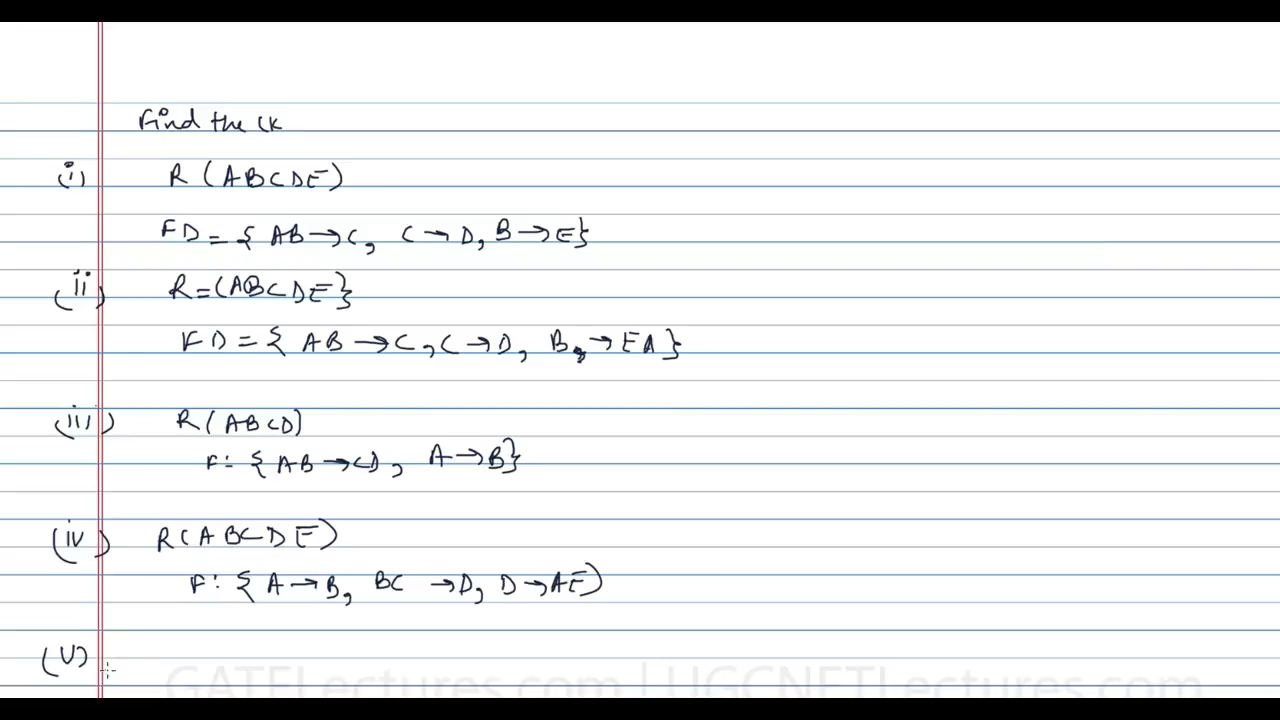 Find the CK
(i) R (ABCDE)
FD = { AB → C, C → D, B → E}
(ii) R = (ABCDE}
FD = { AB → C, C → D, B, → EA }
(iii) R (ABCD)
F: { AB → CD, A → B}
(iv) R (ABCDE)
F: { A → B, BC → D, D → AE)
(V)
GATELectures.com | UGCNETLectures.com